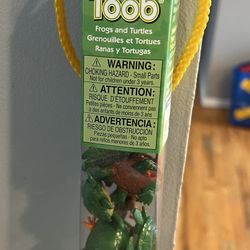 TOOB
Frogs and Turtles
Grenouilles et Tortues
Ranas y Tortugas
WARNING:
CHOKING HAZARD - Small Parts
Not for children under 3 years.
ATTENTION:
RISQUE D'ÉTOUFFEMENT
Petites pièces - Ne conviennent pas
à des enfants de moins de 3 ans.
ADVERTENCIA:
RIESGO DE OBSTRUCCIÓN
Piezas pequeñas - No apto
para niños menores de 3 años.